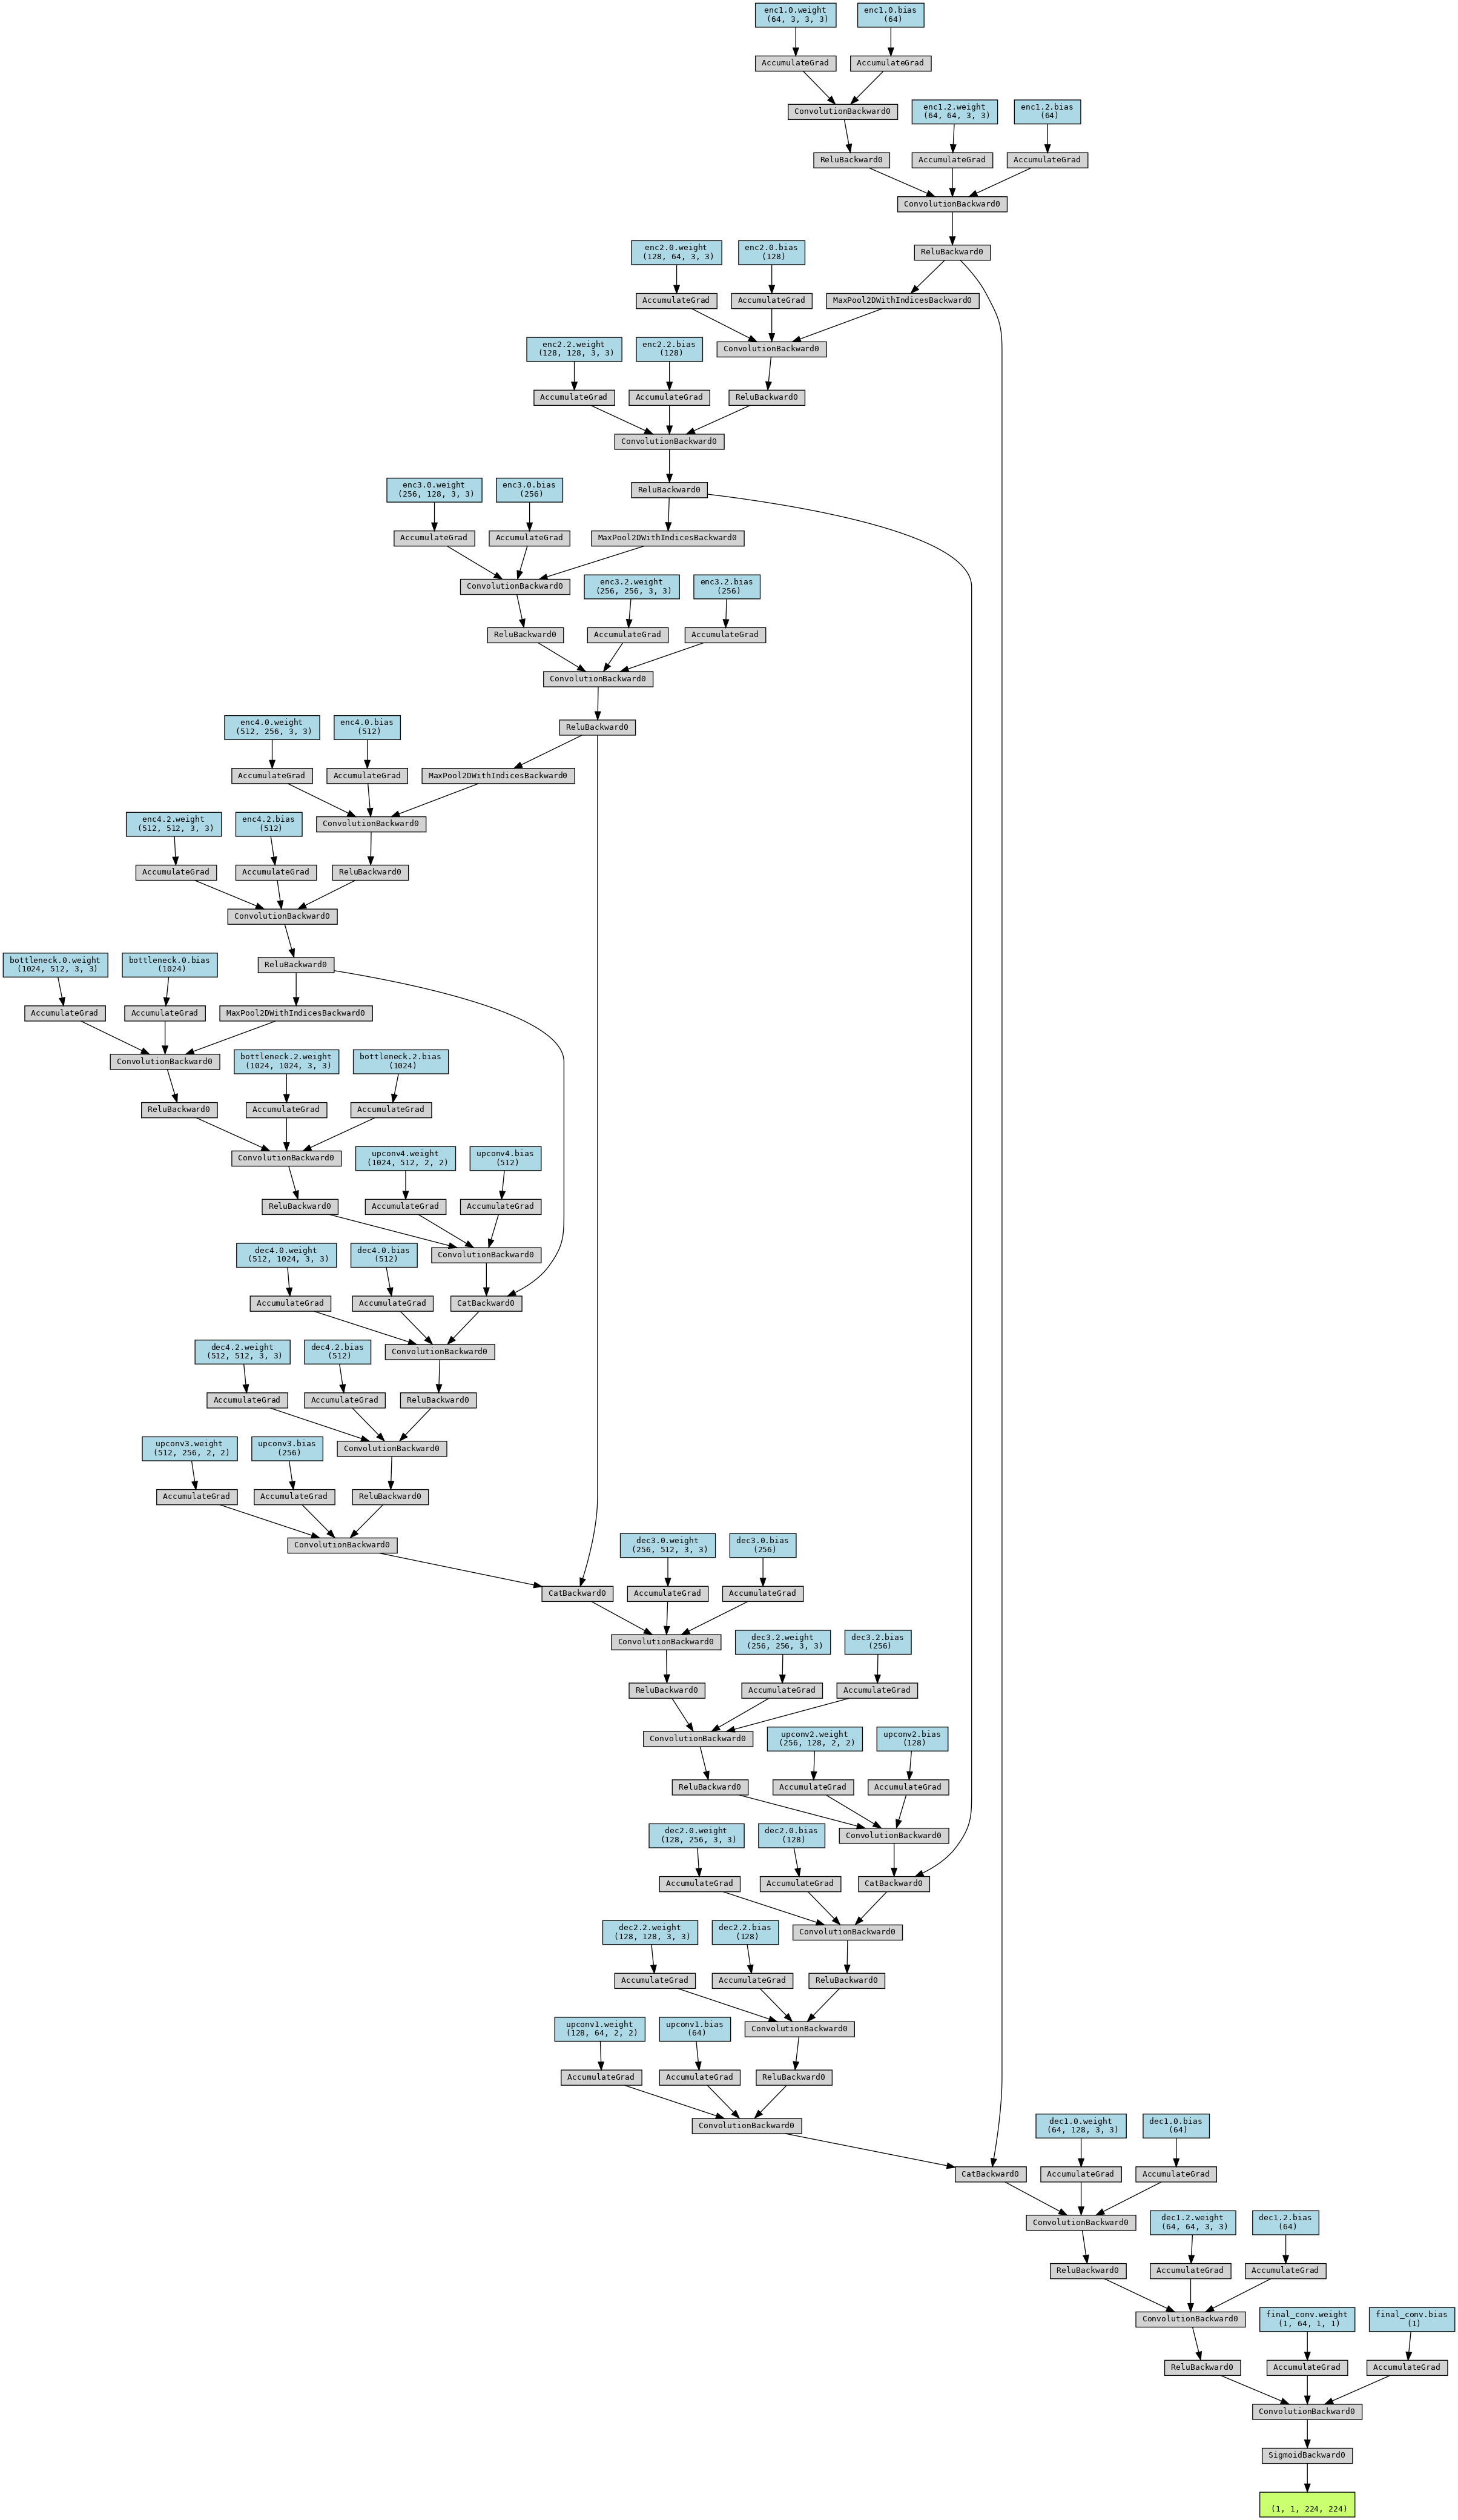 enc1.0.weight
(64, 3, 3, 3)
enc1.0.bias
(64)
AccumulateGrad
AccumulateGrad
ConvolutionBackward0
enc1.2.weight
(64, 64, 3, 3)
enc1.2.bias
(64)
ReluBackward0
AccumulateGrad
AccumulateGrad
ConvolutionBackward0
enc2.0.weight
(128, 64, 3, 3)
enc2.0.bias
(128)
ReluBackward0
AccumulateGrad
AccumulateGrad
MaxPool2DWithIndicesBackward0
enc2.2.weight
(128, 128, 3, 3)
enc2.2.bias
(128)
ConvolutionBackward0
AccumulateGrad
AccumulateGrad
ReluBackward0
ConvolutionBackward0
enc3.0.weight
(256, 128, 3, 3)
enc3.0.bias
(256)
ReluBackward0
AccumulateGrad
AccumulateGrad
MaxPool2DWithIndicesBackward0
ConvolutionBackward0
enc3.2.weight
(256, 256, 3, 3)
enc3.2.bias
(256)
ReluBackward0
AccumulateGrad
AccumulateGrad
ConvolutionBackward0
enc4.0.weight
(512, 256, 3, 3)
enc4.0.bias
(512)
ReluBackward0
AccumulateGrad
AccumulateGrad
MaxPool2DWithIndicesBackward0
enc4.2.weight
(512, 512, 3, 3)
enc4.2.bias
(512)
ConvolutionBackward0
AccumulateGrad
AccumulateGrad
ReluBackward0
ConvolutionBackward0
bottleneck.0.weight
(1024, 512, 3, 3)
bottleneck.0.bias
(1024)
ReluBackward0
AccumulateGrad
AccumulateGrad
MaxPool2DWithIndicesBackward0
ConvolutionBackward0
bottleneck.2.weight
(1024, 1024, 3, 3)
bottleneck.2.bias
(1024)
ReluBackward0
AccumulateGrad
AccumulateGrad
ConvolutionBackward0
upconv4.weight
(1024, 512, 2, 2)
upconv4.bias
(512)
ReluBackward0
AccumulateGrad
AccumulateGrad
dec4.0.weight
(512, 1024, 3, 3)
dec4.0.bias
(512)
ConvolutionBackward0
AccumulateGrad
AccumulateGrad
CatBackward0
dec4.2.weight
(512, 512, 3, 3)
dec4.2.bias
(512)
ConvolutionBackward0
AccumulateGrad
AccumulateGrad
ReluBackward0
upconv3.weight
(512, 256, 2, 2)
upconv3.bias
(256)
ConvolutionBackward0
AccumulateGrad
AccumulateGrad
ReluBackward0
ConvolutionBackward0
dec3.0.weight
(256, 512, 3, 3)
dec3.0.bias
(256)
CatBackward0
AccumulateGrad
AccumulateGrad
ConvolutionBackward0
dec3.2.weight
(256, 256, 3, 3)
dec3.2.bias
(256)
ReluBackward0
AccumulateGrad
AccumulateGrad
ConvolutionBackward0
upconv2.weight
(256, 128, 2, 2)
upconv2.bias
(128)
ReluBackward0
AccumulateGrad
AccumulateGrad
dec2.0.weight
(128, 256, 3, 3)
dec2.0.bias
(128)
ConvolutionBackward0
AccumulateGrad
AccumulateGrad
CatBackward0
dec2.2.weight
(128, 128, 3, 3)
dec2.2.bias
(128)
ConvolutionBackward0
AccumulateGrad
AccumulateGrad
ReluBackward0
upconv1.weight
(128, 64, 2, 2)
upconv1.bias
(64)
ConvolutionBackward0
AccumulateGrad
AccumulateGrad
ReluBackward0
ConvolutionBackward0
dec1.0.weight
(64, 128, 3, 3)
dec1.0.bias
(64)
CatBackward0
AccumulateGrad
AccumulateGrad
ConvolutionBackward0
dec1.2.weight
(64, 64, 3, 3)
dec1.2.bias
(64)
ReluBackward0
AccumulateGrad
AccumulateGrad
ConvolutionBackward0
final_conv.weight
(1, 64, 1, 1)
final_conv.bias
(1)
ReluBackward0
AccumulateGrad
AccumulateGrad
ConvolutionBackward0
SigmoidBackward0
(1, 1, 224, 224)